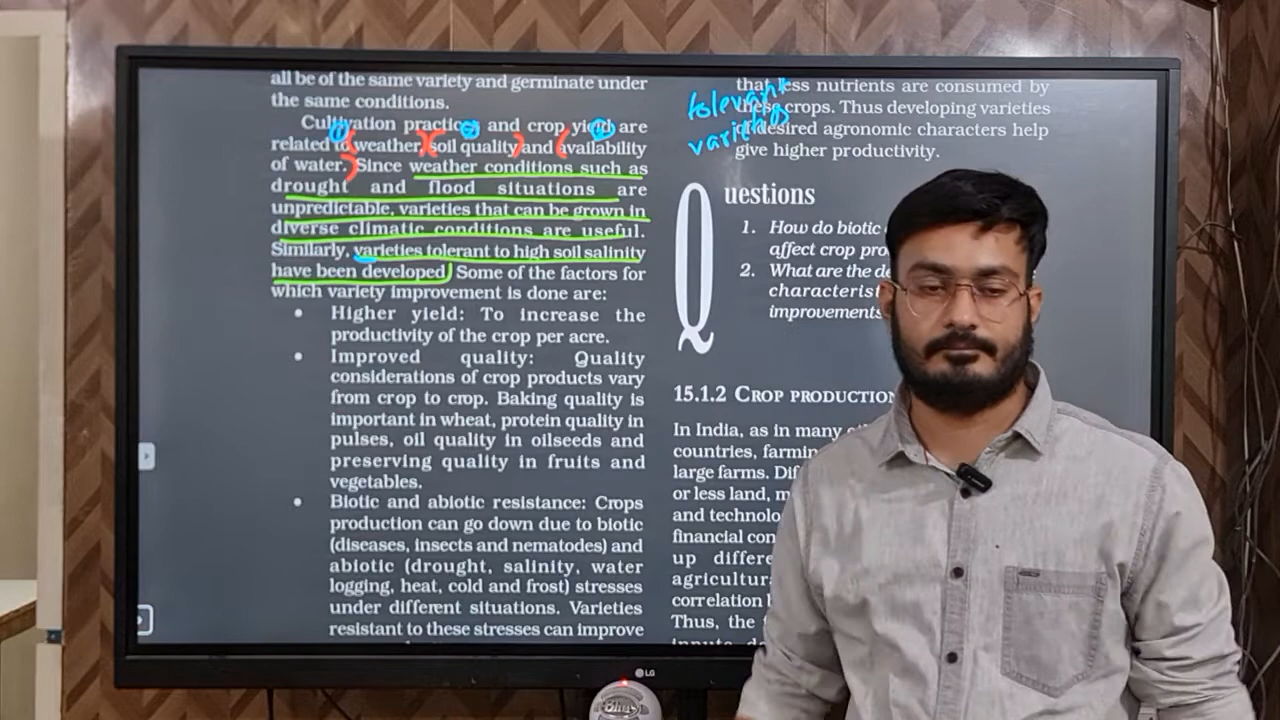 all be of the same variety and germinate under
the same conditions.
Cultivation practices and crop yield are
related to weather, soil quality and availability
of water. Since weather conditions such as
drought and flood situations are
unpredictable, varieties that can be grown in
diverse climatic conditions are useful.
Similarly, varieties tolerant to high soil salinity
have been developed. Some of the factors for
which variety improvement is done are:
• Higher yield: To increase the
productivity of the crop per acre.
• Improved quality: Quality
considerations of crop products vary
from crop to crop. Baking quality is
important in wheat, protein quality in
pulses, oil quality in oilseeds and
preserving quality in fruits and
vegetables.
• Biotic and abiotic resistance: Crops
production can go down due to biotic
(diseases, insects and nematodes) and
abiotic (drought, salinity, water
logging, heat, cold and frost) stresses
under different situations. Varieties
resistant to these stresses can improve
that less nutrients are consumed by
these crops. Thus developing varieties
of desired agronomic characters help
give higher productivity.
Questions
1. How do biotic
affect crop pro
2. What are the de
characterist
improvements
15.1.2 CROP PRODUCTION
In India, as in many
countries, farmin
large farms. Dif
or less land, m
and technolo
financial con
up differe
agricultura
correlation
Thus, the
LG
Blue